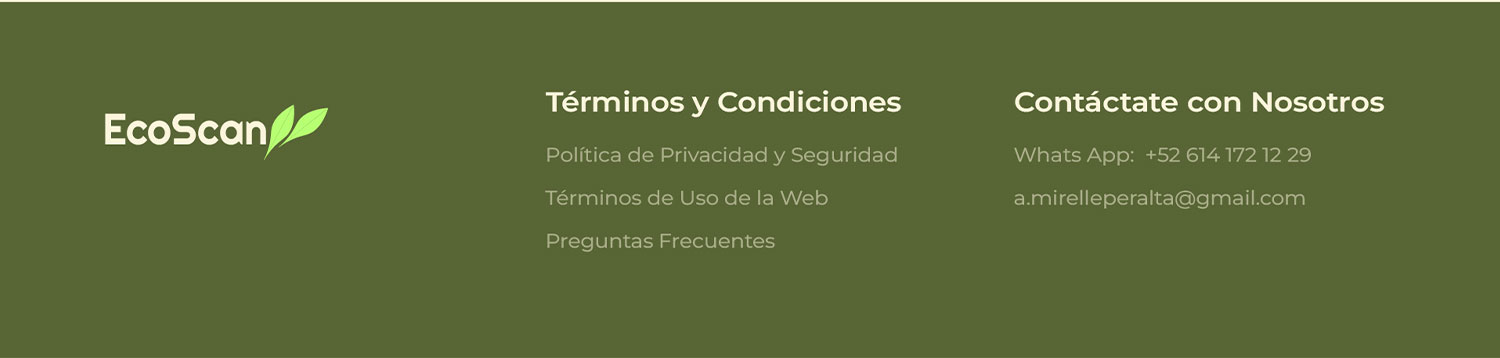 EcoScan
Términos y Condiciones
Política de Privacidad y Seguridad
Términos de Uso de la Web
Preguntas Frecuentes
Contáctate con Nosotros
Whats App:  +52 614 172 12 29
a.mirelleperalta@gmail.com